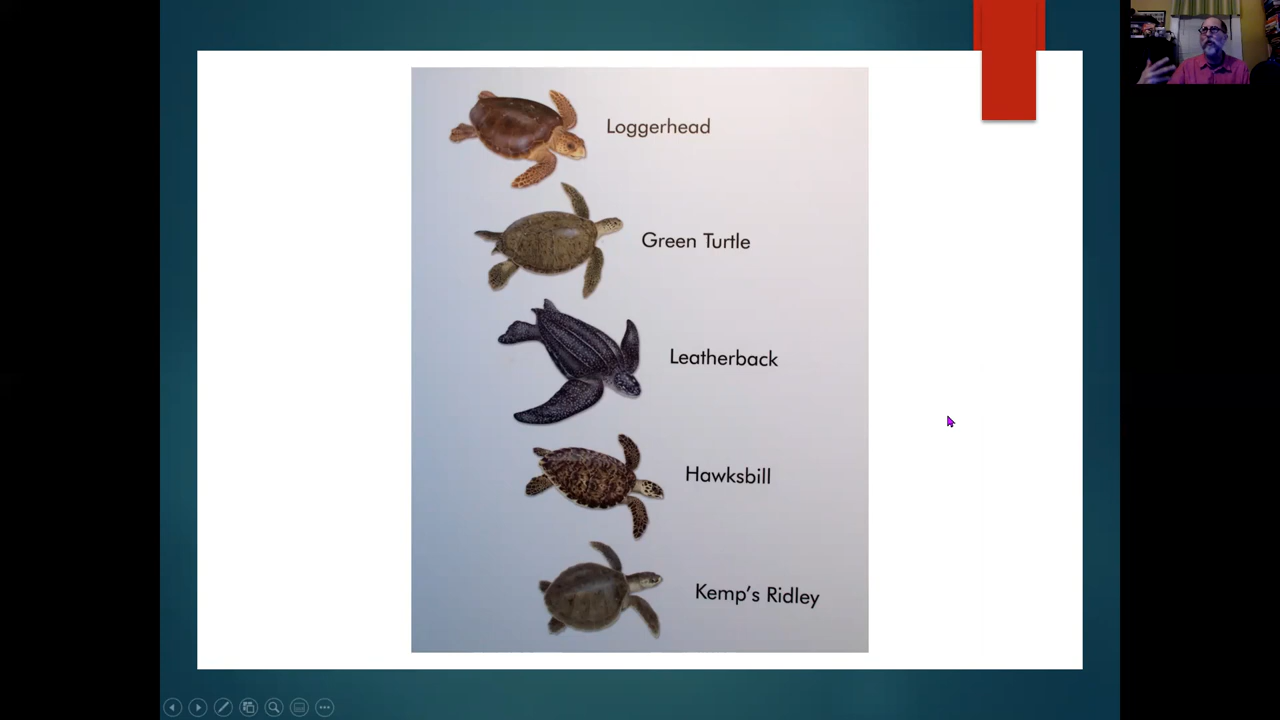 Loggerhead
Green Turtle
Leatherback
Hawksbill
Kemp's Ridley